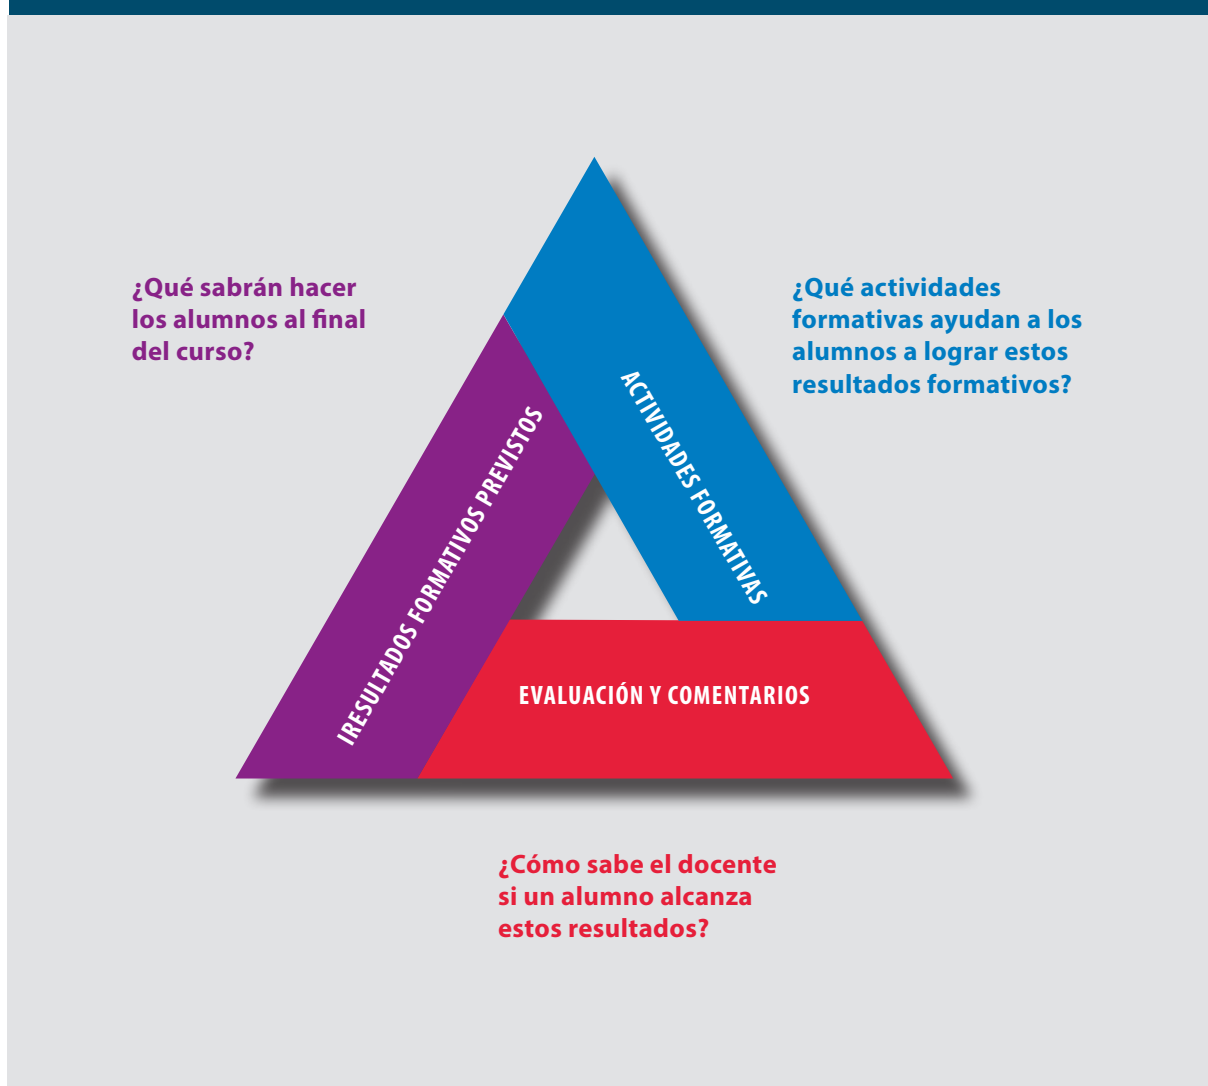 ¿Qué sabrán hacer
los alumnos al final
del curso?
¿Qué actividades
formativas ayudan a los
alumnos a lograr estos
resultados formativos?
IRESULTADOS FORMATIVOS PREVISTOS
ACTIVIDADES FORMATIVAS
EVALUACIÓN Y COMENTARIOS
¿Cómo sabe el docente
si un alumno alcanza
estos resultados?